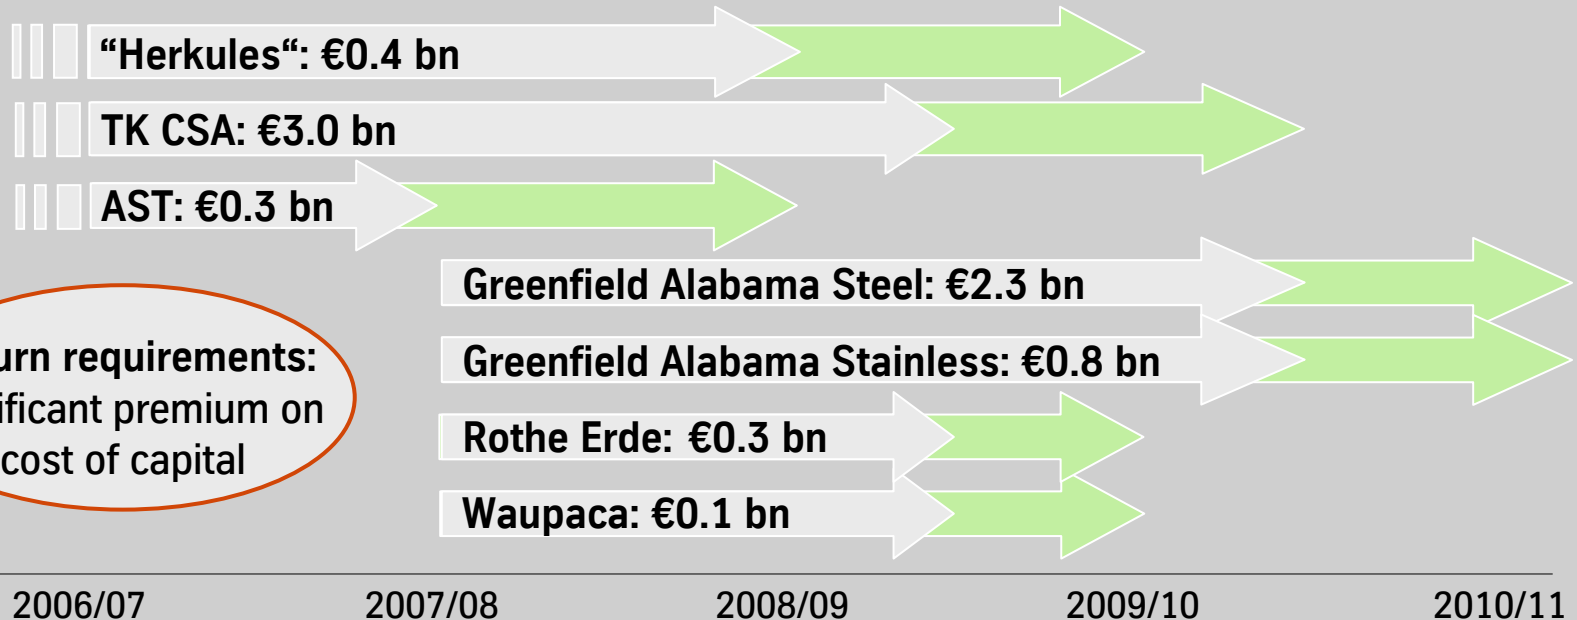 “Herkules“: €0.4 bn
TK CSA: €3.0 bn
AST: €0.3 bn
Greenfield Alabama Steel: €2.3 bn
urn requirements:
ificant premium on
cost of capital
Greenfield Alabama Stainless: €0.8 bn
Rothe Erde: €0.3 bn
Waupaca: €0.1 bn
2006/07 2007/08 2008/09 2009/10 2010/11